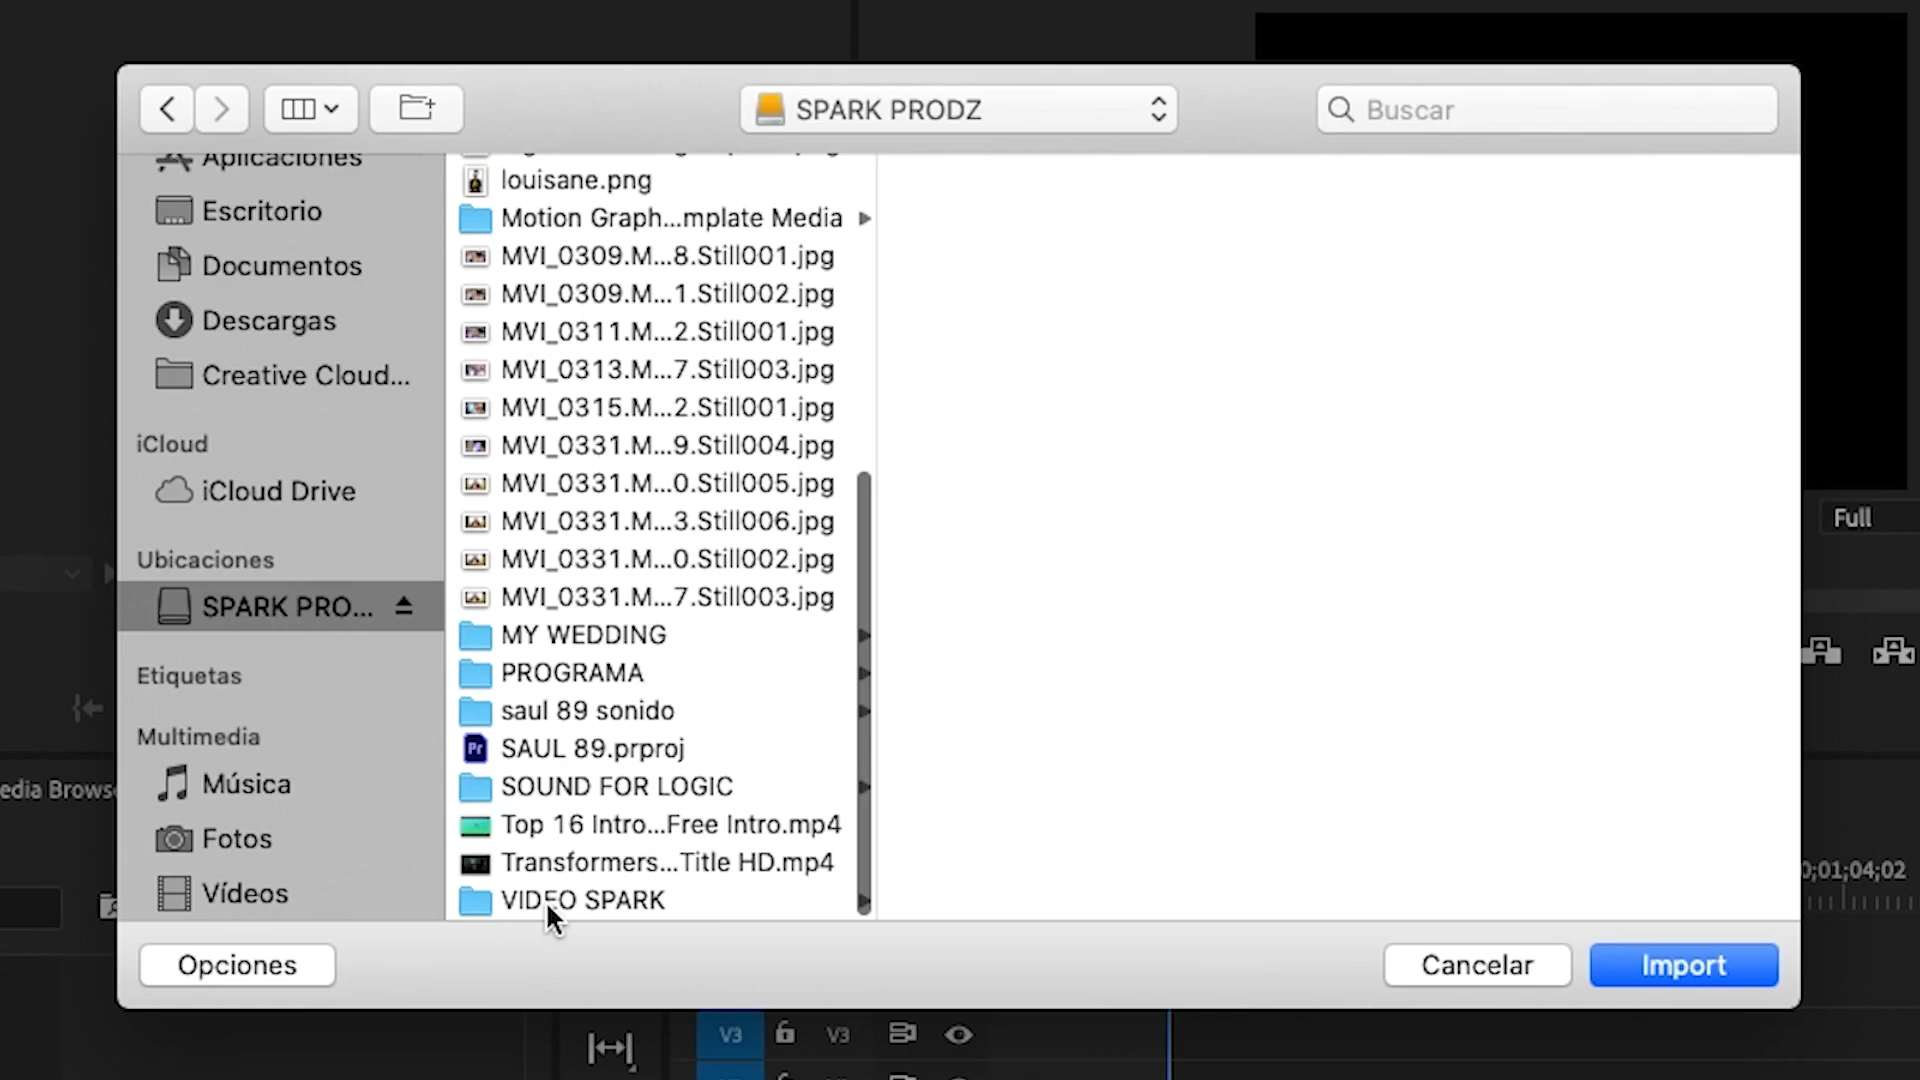 SPARK PRODZ
Buscar
Aplicaciones
Escritorio
Documentos
Descargas
Creative Cloud...
iCloud
iCloud Drive
Ubicaciones
SPARK PRO...
Etiquetas
Multimedia
Música
Fotos
Vídeos
louisane.png
Motion Graph...mplate Media
MVI_0309.M...8.Still001.jpg
MVI_0309.M...1.Still002.jpg
MVI_0311.M...2.Still001.jpg
MVI_0313.M...7.Still003.jpg
MVI_0315.M...2.Still001.jpg
MVI_0331.M...9.Still004.jpg
MVI_0331.M...0.Still005.jpg
MVI_0331.M...3.Still006.jpg
MVI_0331.M...0.Still002.jpg
MVI_0331.M...7.Still003.jpg
MY WEDDING
PROGRAMA
saul 89 sonido
Pr SAUL 89.prproj
SOUND FOR LOGIC
Top 16 Intro...Free Intro.mp4
Transformers...Title HD.mp4
VIDEO SPARK
Opciones
Cancelar
Import
Full
edia Browse
0;01;04;02
V3 V3